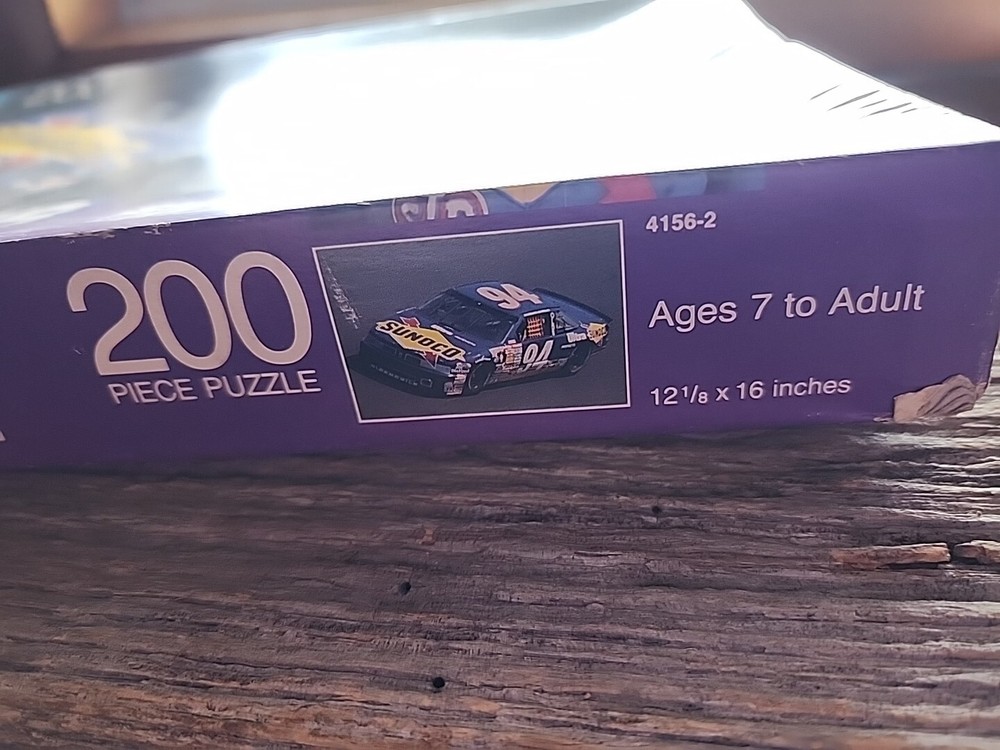 4156-2
200
PIECE PUZZLE
94
SUNOCO
94
Ages 7 to Adult
12 1/8 x 16 inches